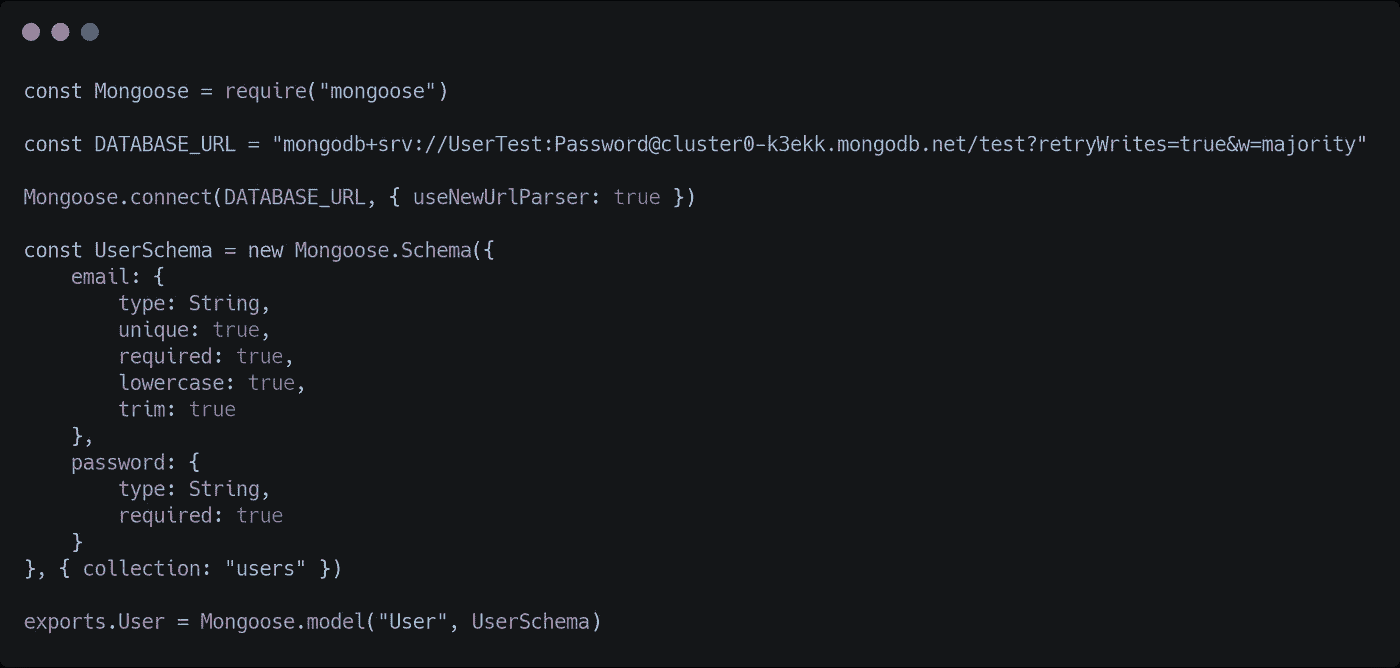 const Mongoose = require("mongoose")
const DATABASE_URL = "mongodb+srv://UserTest:Password@cluster0-k3ekk.mongodb.net/test?retryWrites=true&w=majority"
Mongoose.connect(DATABASE_URL, { useNewUrlParser: true })
const UserSchema = new Mongoose.Schema({
    email: {
        type: String,
        unique: true,
        required: true,
        lowercase: true,
        trim: true
    },
    password: {
        type: String,
        required: true
    }
}, { collection: "users" })
exports.User = Mongoose.model("User", UserSchema)